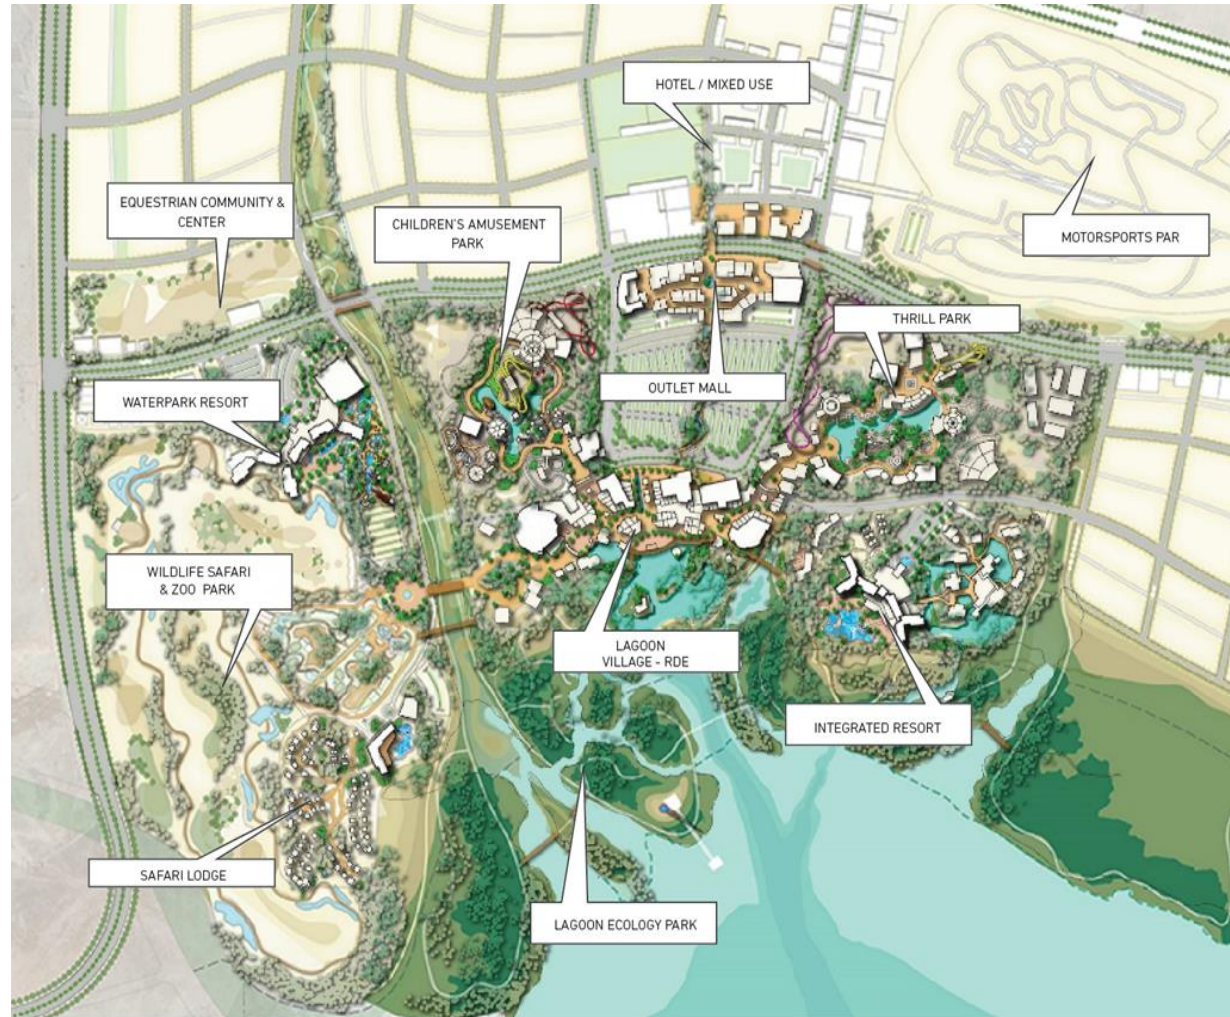 HOTEL / MIXED USE
EQUESTRIAN COMMUNITY &
CENTER
CHILDREN'S AMUSEMENT
PARK
MOTORSPORTS PAR
THRILL PARK
OUTLET MALL
WATERPARK RESORT
WILDLIFE SAFARI
& ZOO PARK
LAGOON
VILLAGE - RDE
INTEGRATED RESORT
SAFARI LODGE
LAGOON ECOLOGY PARK